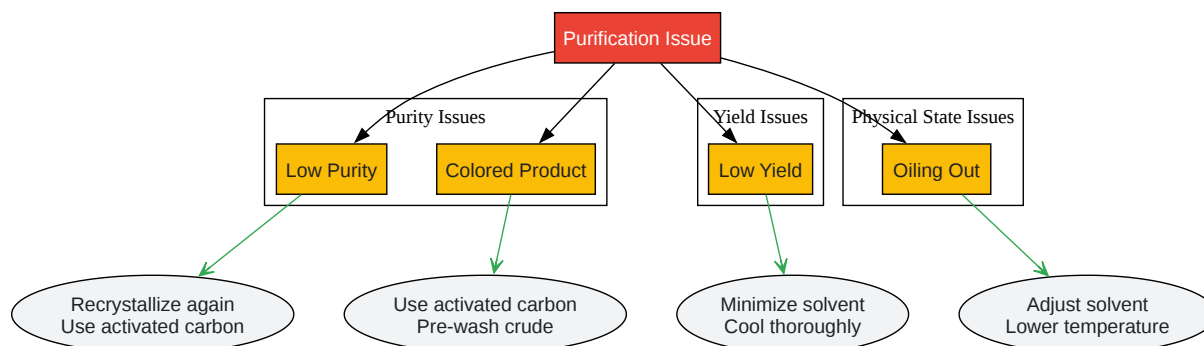 Purification Issue
Purity Issues
Yield Issues
Physical State Issues
Low Purity
Colored Product
Low Yield
Oiling Out
Recrystallize again
Use activated carbon
Use activated carbon
Pre-wash crude
Minimize solvent
Cool thoroughly
Adjust solvent
Lower temperature